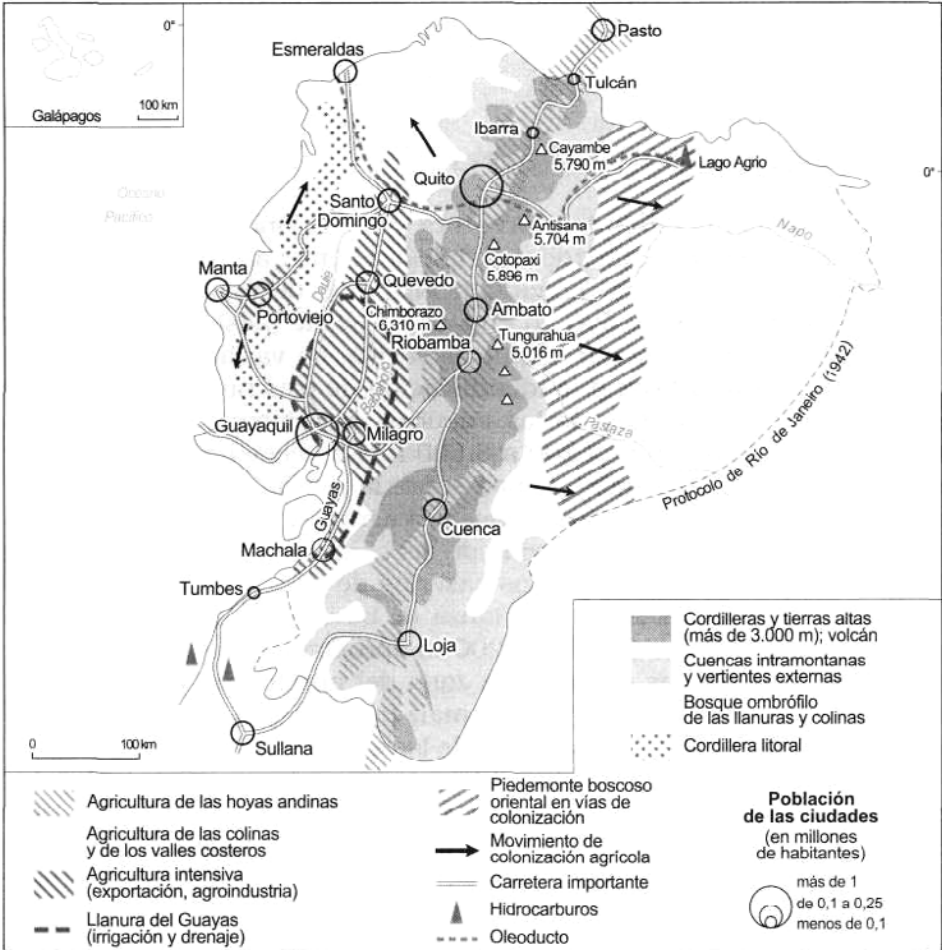 0°
Galápagos
100 km
Pasto
Esmeraldas
Tulcán
Ibarra
Cayambe
5.790 m
Lago Agrio
0°
Quito
Océano
Pacífico
Santo
Domingo
Antisana
5.704 m
Napo
Cotopaxi
5.896 m
Manta
Daule
Quevedo
Portoviejo
Chimborazo
6.310 m
Ambato
Riobamba
Tungurahua
5.016 m
Babahoyo
Pastaza
Protocolo de Río de Janeiro (1942)
Guayaquil
Milagro
Guayas
Cuenca
Machala
Tumbes
Loja
Sullana
0
100 km
Cordilleras y tierras altas
(más de 3.000 m); volcán
Cuencas intramontanas
y vertientes externas
Bosque ombrófilo
de las llanuras y colinas
Cordillera litoral
Agricultura de las hoyas andinas
Agricultura de las colinas
y de los valles costeros
Agricultura intensiva
(exportación, agroindustria)
Llanura del Guayas
(irrigación y drenaje)
Piedemonte boscoso
oriental en vías de
colonización
Movimiento de
colonización agrícola
Carretera importante
Hidrocarburos
Oleoducto
Población
de las ciudades
(en millones
de habitantes)
más de 1
de 0,1 a 0,25
menos de 0,1